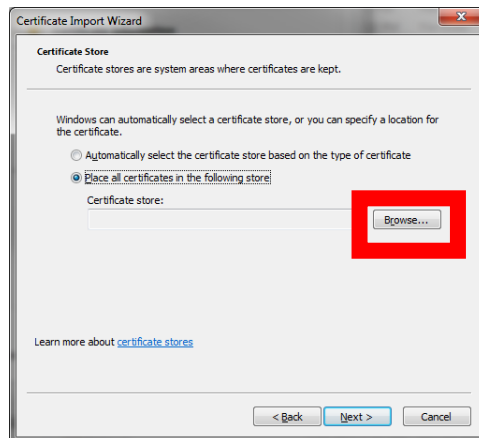 Certificate Import Wizard
Certificate Store
Certificate stores are system areas where certificates are kept.
Windows can automatically select a certificate store, or you can specify a location for
the certificate.
Automatically select the certificate store based on the type of certificate
Place all certificates in the following store
Certificate store:
Browse...
Learn more about certificate stores
< Back
Next >
Cancel